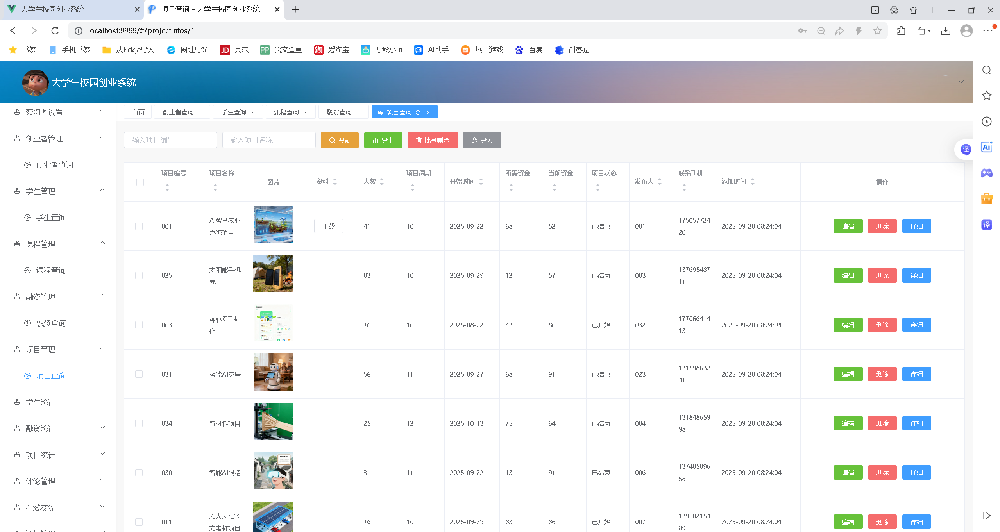 大学生校园创业系统
项目查询 - 大学生校园创业系统
2
localhost:9999/#/projectinfos/1
书签 手机书签 从Edge导入 网址导航 JD 京东 PP 论文查重 淘 爱淘宝 万能小in AI助手 热门游戏 百度 创客贴
大学生校园创业系统
变幻图设置
创业者管理
创业者查询
学生管理
学生查询
课程管理
课程查询
融资管理
融资查询
项目管理
项目查询
学生统计
融资统计
项目统计
评论管理
在线交流
首页 创业者查询 学生查询 课程查询 融资查询 项目查询
输入项目编号 输入项目名称 搜索 导出 批量删除 导入
译
AI
译
项目编号 项目名称 图片 资料 人数 项目周期 开始时间 所需资金 当前资金 项目状态 发布人 联系手机 添加时间 操作
001 AI智慧农业系统项目 下载 41 10 2025-09-22 68 52 已结束 001 17505772420 2025-09-20 08:24:04 编辑 删除 详细
025 太阳能手机壳 83 10 2025-09-29 12 57 已结束 003 13769548711 2025-09-20 08:24:04 编辑 删除 详细
003 app项目制作 76 10 2025-08-22 43 86 已开始 032 17706641413 2025-09-20 08:24:04 编辑 删除 详细
031 智能AI家居 56 11 2025-09-27 68 91 已结束 023 13159863241 2025-09-20 08:24:04 编辑 删除 详细
034 新材料项目 25 12 2025-10-13 75 64 已结束 004 13184865998 2025-09-20 08:24:04 编辑 删除 详细
030 智能AI眼睛 31 11 2025-09-22 13 91 已结束 006 13748589658 2025-09-20 08:24:04 编辑 删除 详细
011 无人太阳能充电桩项目 76 10 2025-09-29 83 86 已开始 007 13910215489 2025-09-20 08:24:04 编辑 删除 详细